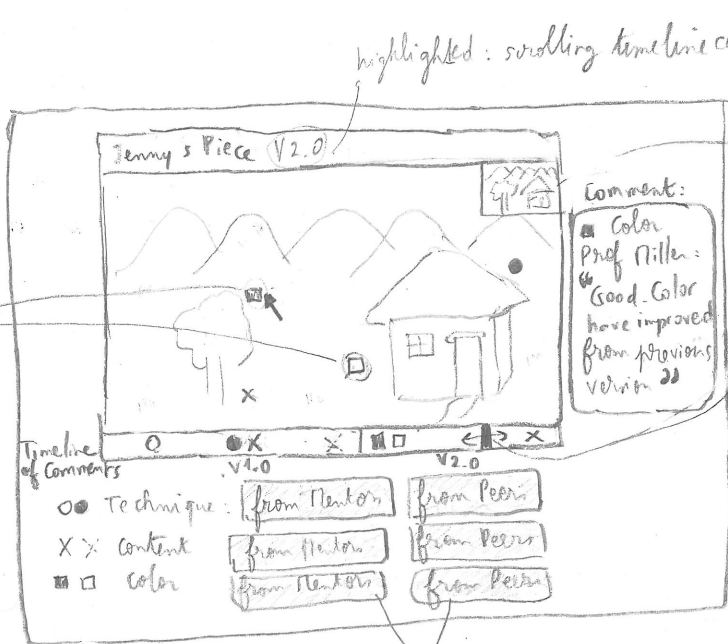 highlighted : scrolling timeline
Jenny's Piece V2.0
Comment:
Color
Prof Miller:
"Good. Color
have improved
from previous
version"
Timeline
of Comments
V1.0 V2.0
Technique: from Mentors from Peers
X X content from Mentors from Peers
color from Mentors from Peers